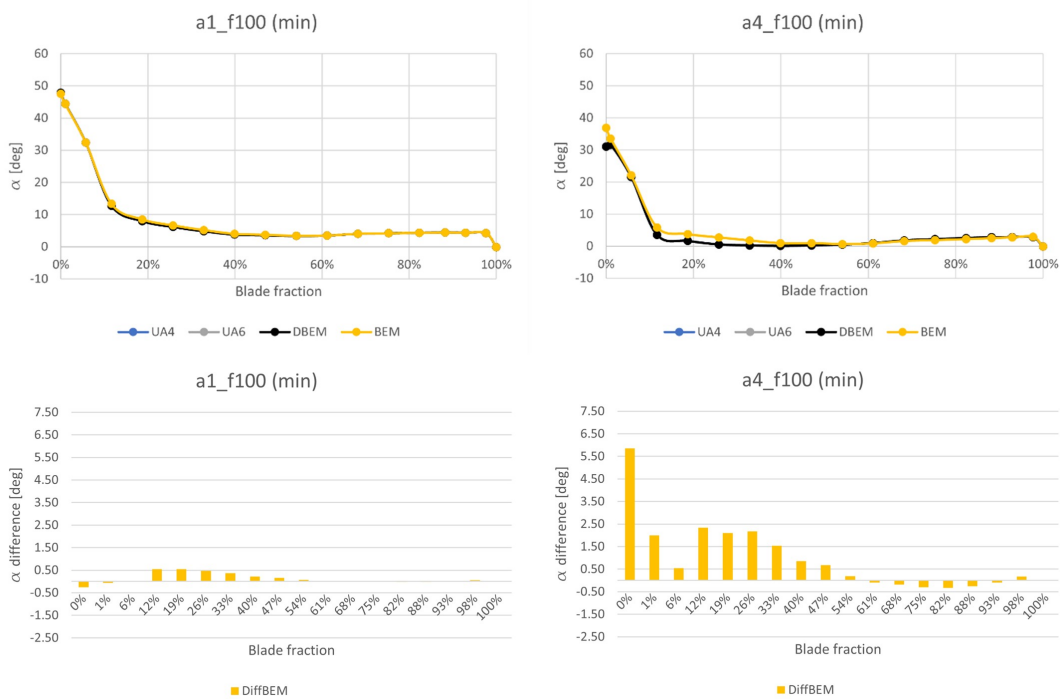 a1_f100 (min)
60
50
40
30
20
10
0
-10
α [deg]
0% 20% 40% 60% 80% 100%
Blade fraction
UA4 UA6 DBEM BEM
a4_f100 (min)
60
50
40
30
20
10
0
-10
α [deg]
0% 20% 40% 60% 80% 100%
Blade fraction
UA4 UA6 DBEM BEM
a1_f100 (min)
7.50
6.50
5.50
4.50
3.50
2.50
1.50
0.50
-0.50
-1.50
-2.50
α difference [deg]
0% 1% 6% 12% 19% 26% 33% 40% 47% 54% 61% 68% 75% 82% 88% 93% 98% 100%
Blade fraction
DiffBEM
a4_f100 (min)
7.50
6.50
5.50
4.50
3.50
2.50
1.50
0.50
-0.50
-1.50
-2.50
α difference [deg]
0% 1% 6% 12% 19% 26% 33% 40% 47% 54% 61% 68% 75% 82% 88% 93% 98% 100%
Blade fraction
DiffBEM